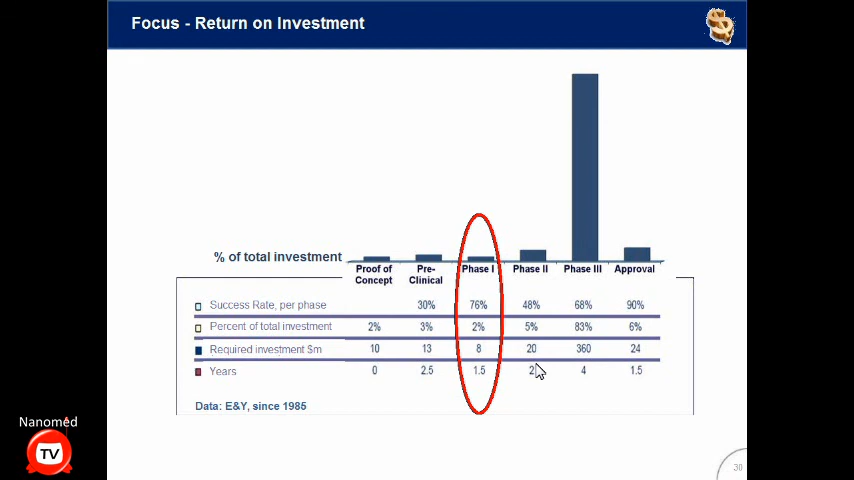 Focus - Return on Investment
% of total investment
Proof of Concept Pre-Clinical Phase I Phase II Phase III Approval
Success Rate, per phase 30% 76% 48% 68% 90%
Percent of total investment 2% 3% 2% 5% 83% 6%
Required investment $m 10 13 8 20 360 24
Years 0 2.5 1.5 2 4 1.5
Data: E&Y, since 1985
Nanomed
TV
30